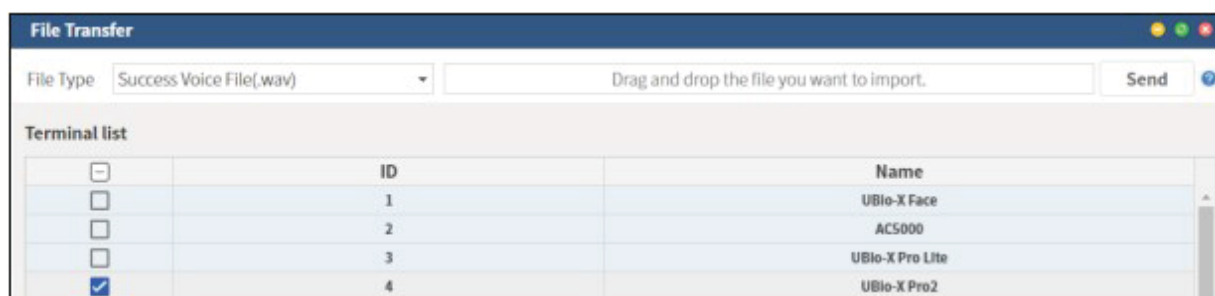 File Transfer
File Type Success Voice File(.wav) Drag and drop the file you want to import. Send ?
Terminal list
ID Name
1 UBio-X Face
2 AC5000
3 UBio-X Pro Lite
4 UBio-X Pro2